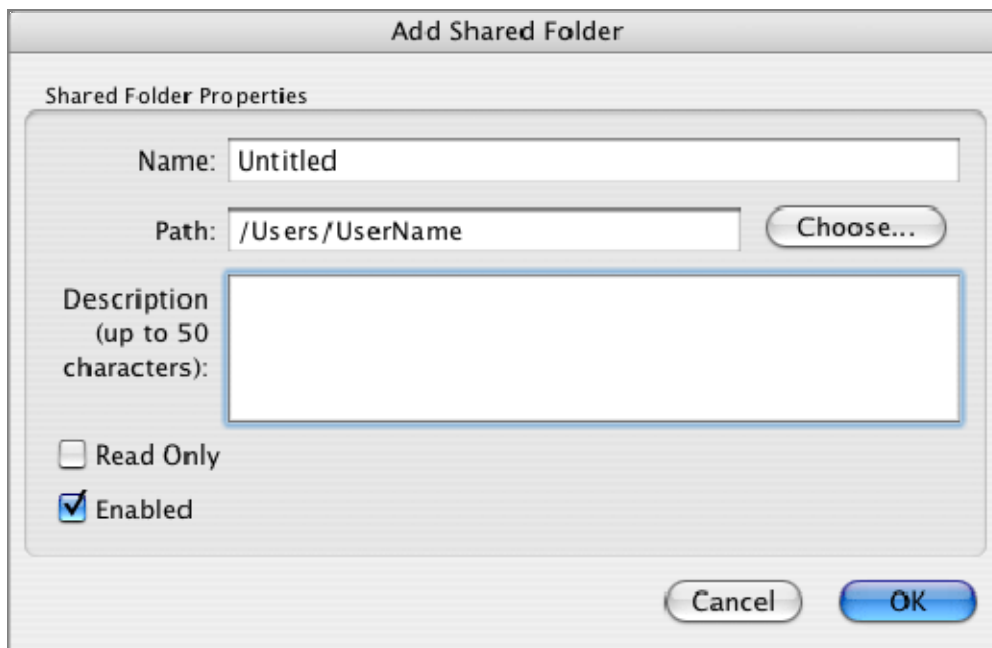 Add Shared Folder
Shared Folder Properties
Name: Untitled
Path: /Users/UserName Choose...
Description
(up to 50
characters):
Read Only
Enabled
Cancel OK